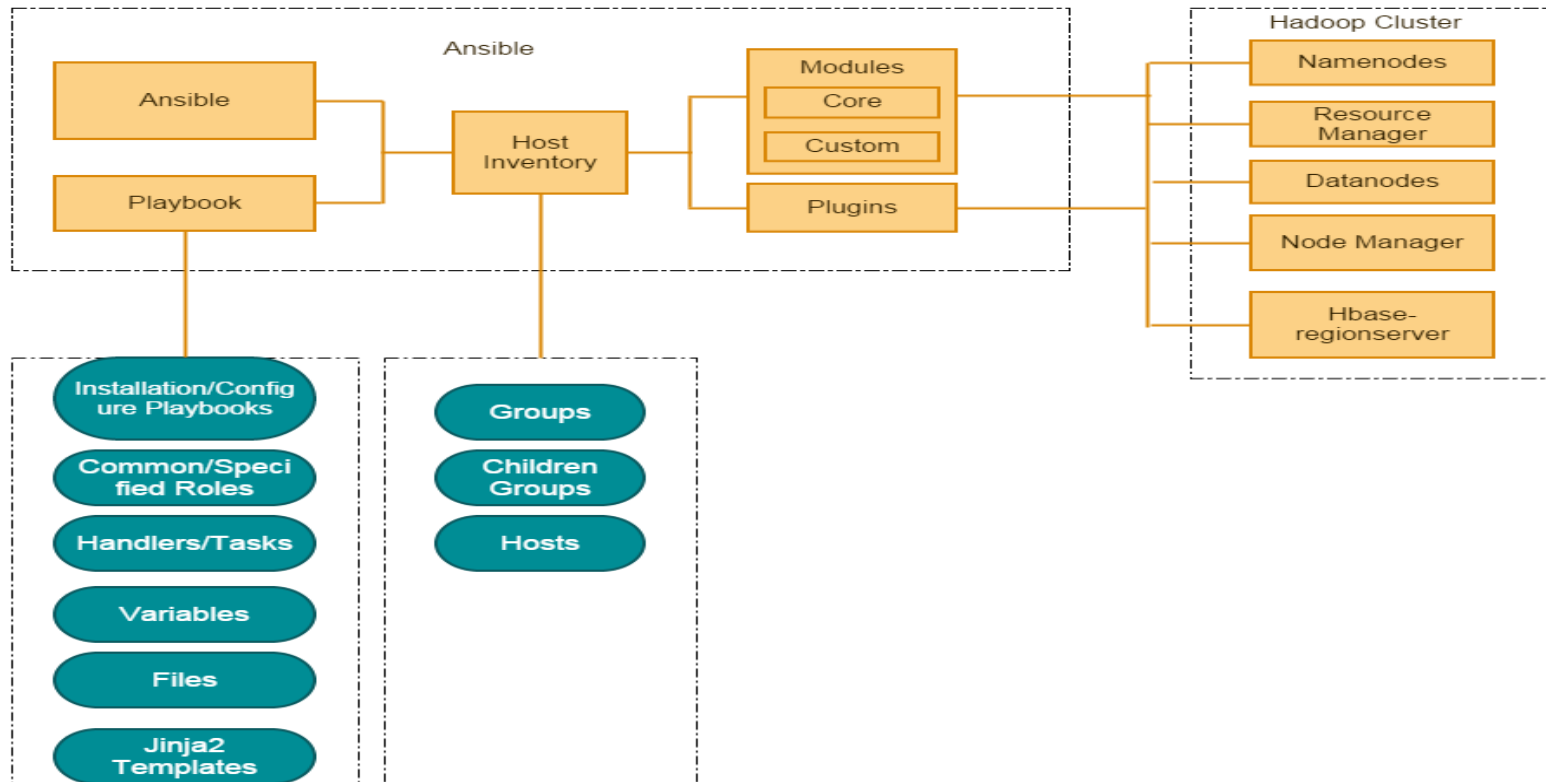 Ansible
Ansible
Playbook
Host
Inventory
Modules
Core
Custom
Plugins
Hadoop Cluster
Namenodes
Resource
Manager
Datanodes
Node Manager
Hbase-
regionserver
Installation/Config
ure Playbooks
Common/Speci
fied Roles
Handlers/Tasks
Variables
Files
Jinja2
Templates
Groups
Children
Groups
Hosts